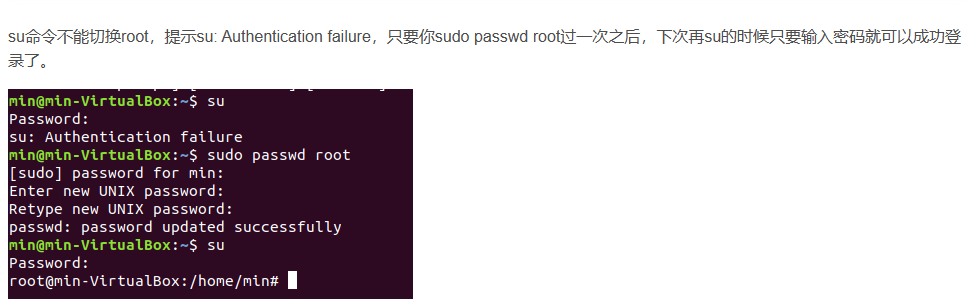 su命令不能切换root，提示su: Authentication failure，只要你sudo passwd root过一次之后，下次再su的时候只要输入密码就可以成功登
录了。
min@min-VirtualBox:~$ su
Password:
su: Authentication failure
min@min-VirtualBox:~$ sudo passwd root
[sudo] password for min:
Enter new UNIX password:
Retype new UNIX password:
passwd: password updated successfully
min@min-VirtualBox:~$ su
Password:
root@min-VirtualBox:/home/min#